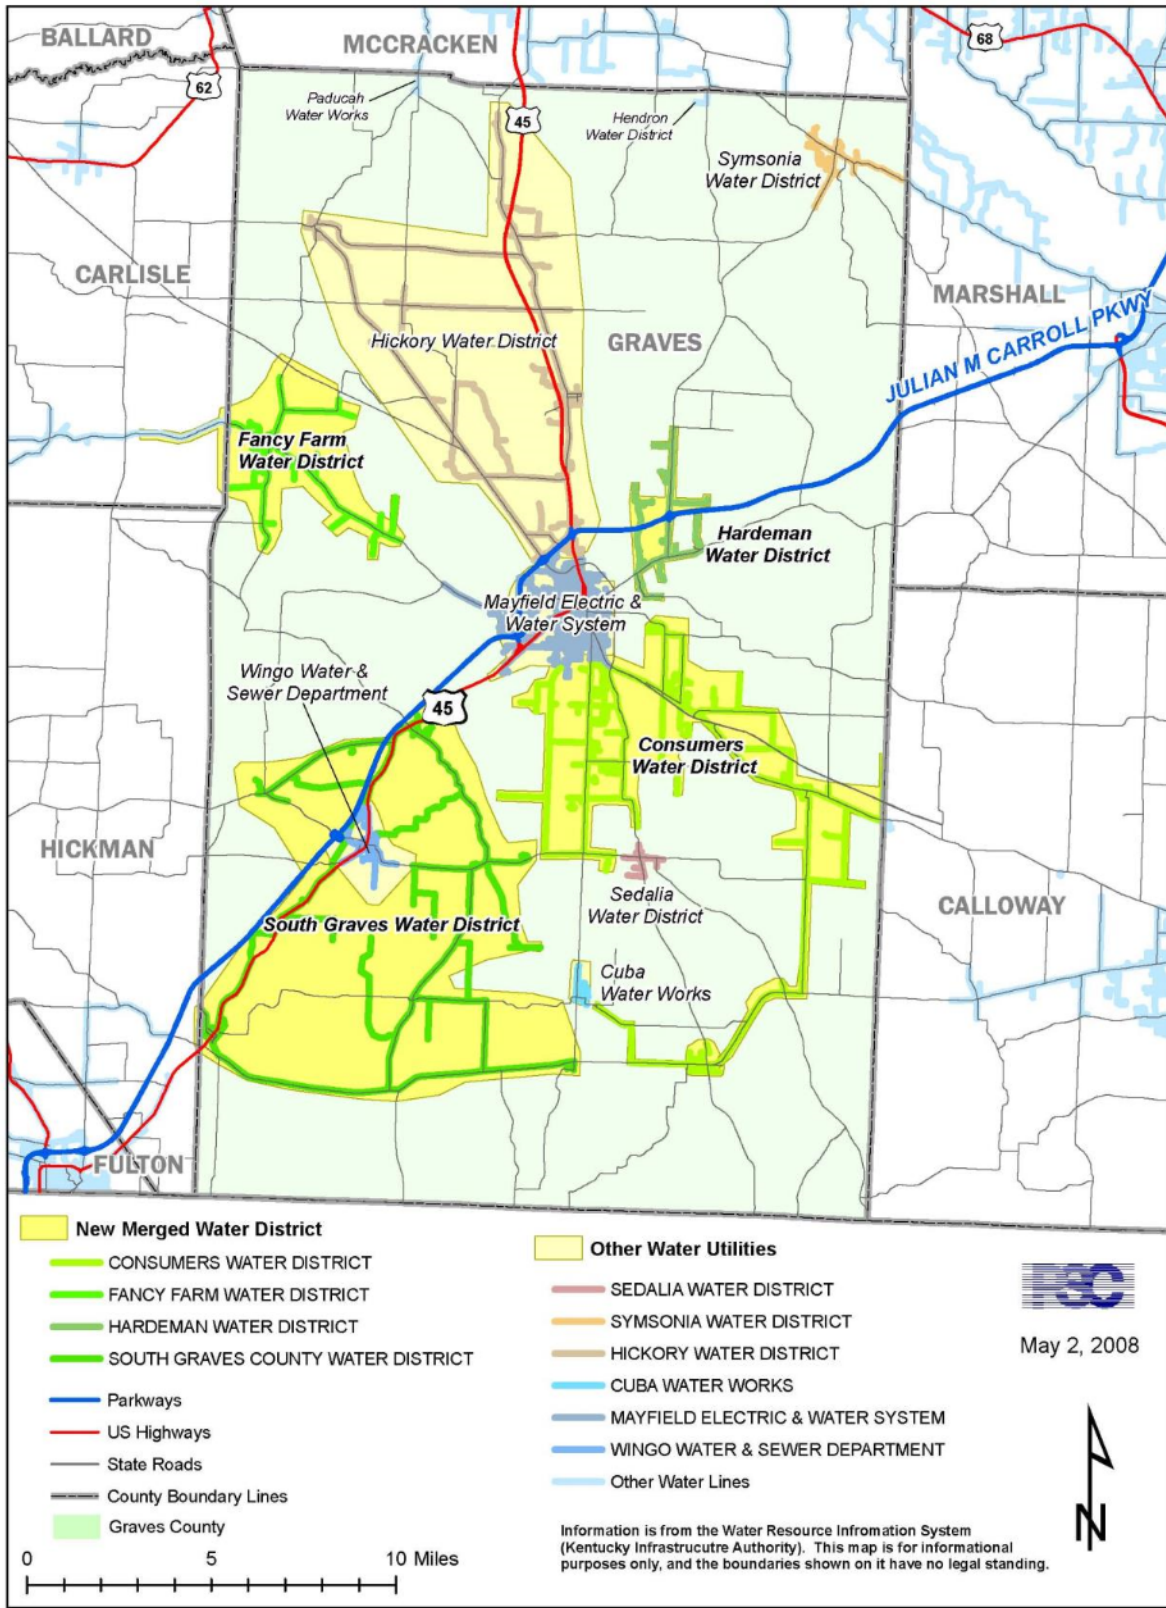 BALLARD
MCCRACKEN
68
62
Paducah
Water Works
45
Hendron
Water District
Symsonia
Water District
CARLISLE
MARSHALL
Hickory Water District
GRAVES
JULIAN M CARROLL PKWY
Fancy Farm
Water District
Hardeman
Water District
Mayfield Electric &
Water System
Wingo Water &
Sewer Department
45
Consumers
Water District
HICKMAN
Sedalia
Water District
CALLOWAY
South Graves Water District
Cuba
Water Works
FULTON
New Merged Water District
CONSUMERS WATER DISTRICT
FANCY FARM WATER DISTRICT
HARDEMAN WATER DISTRICT
SOUTH GRAVES COUNTY WATER DISTRICT
Parkways
US Highways
State Roads
County Boundary Lines
Graves County
0 5 10 Miles
Other Water Utilities
SEDALIA WATER DISTRICT
SYMSONIA WATER DISTRICT
HICKORY WATER DISTRICT
CUBA WATER WORKS
MAYFIELD ELECTRIC & WATER SYSTEM
WINGO WATER & SEWER DEPARTMENT
Other Water Lines
PSC
May 2, 2008
N
Information is from the Water Resource Infromation System
(Kentucky Infrastrucutre Authority). This map is for informational
purposes only, and the boundaries shown on it have no legal standing.